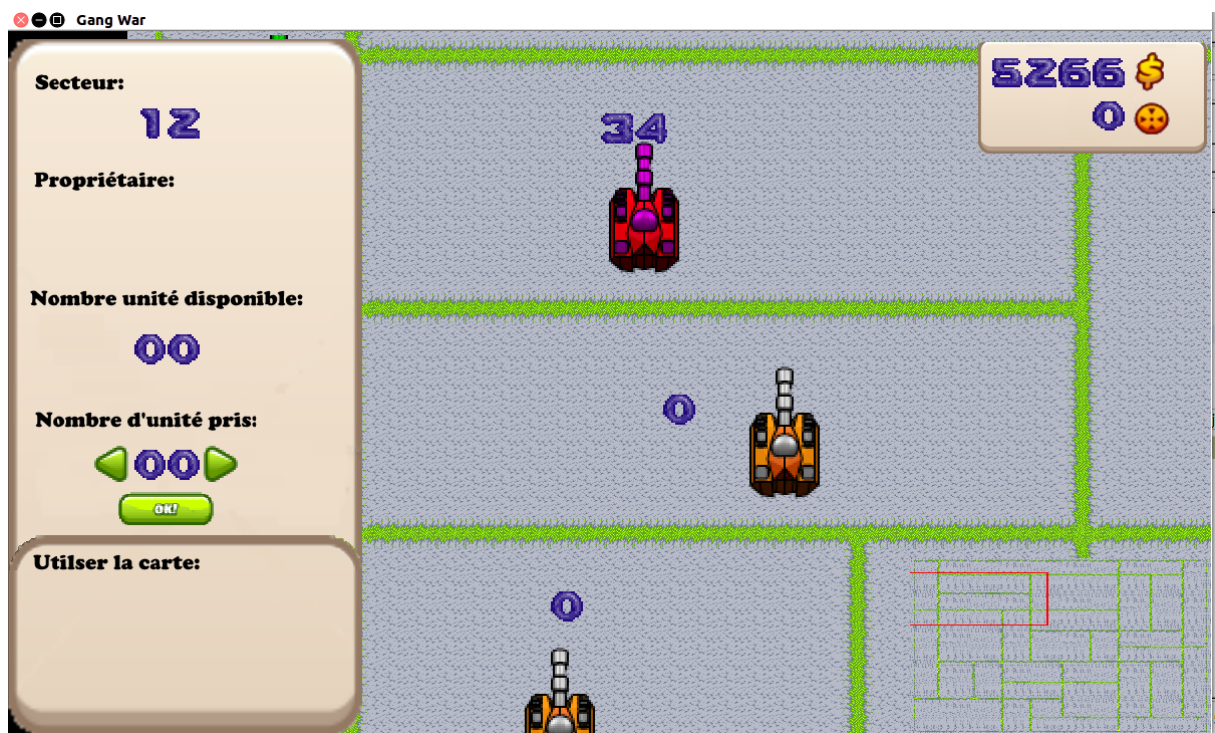 Gang War
Secteur:
12
Propriétaire:
Nombre unité disponible:
00
Nombre d'unité pris:
00
OK!
Utilser la carte:
5266 $
0
34
0
0